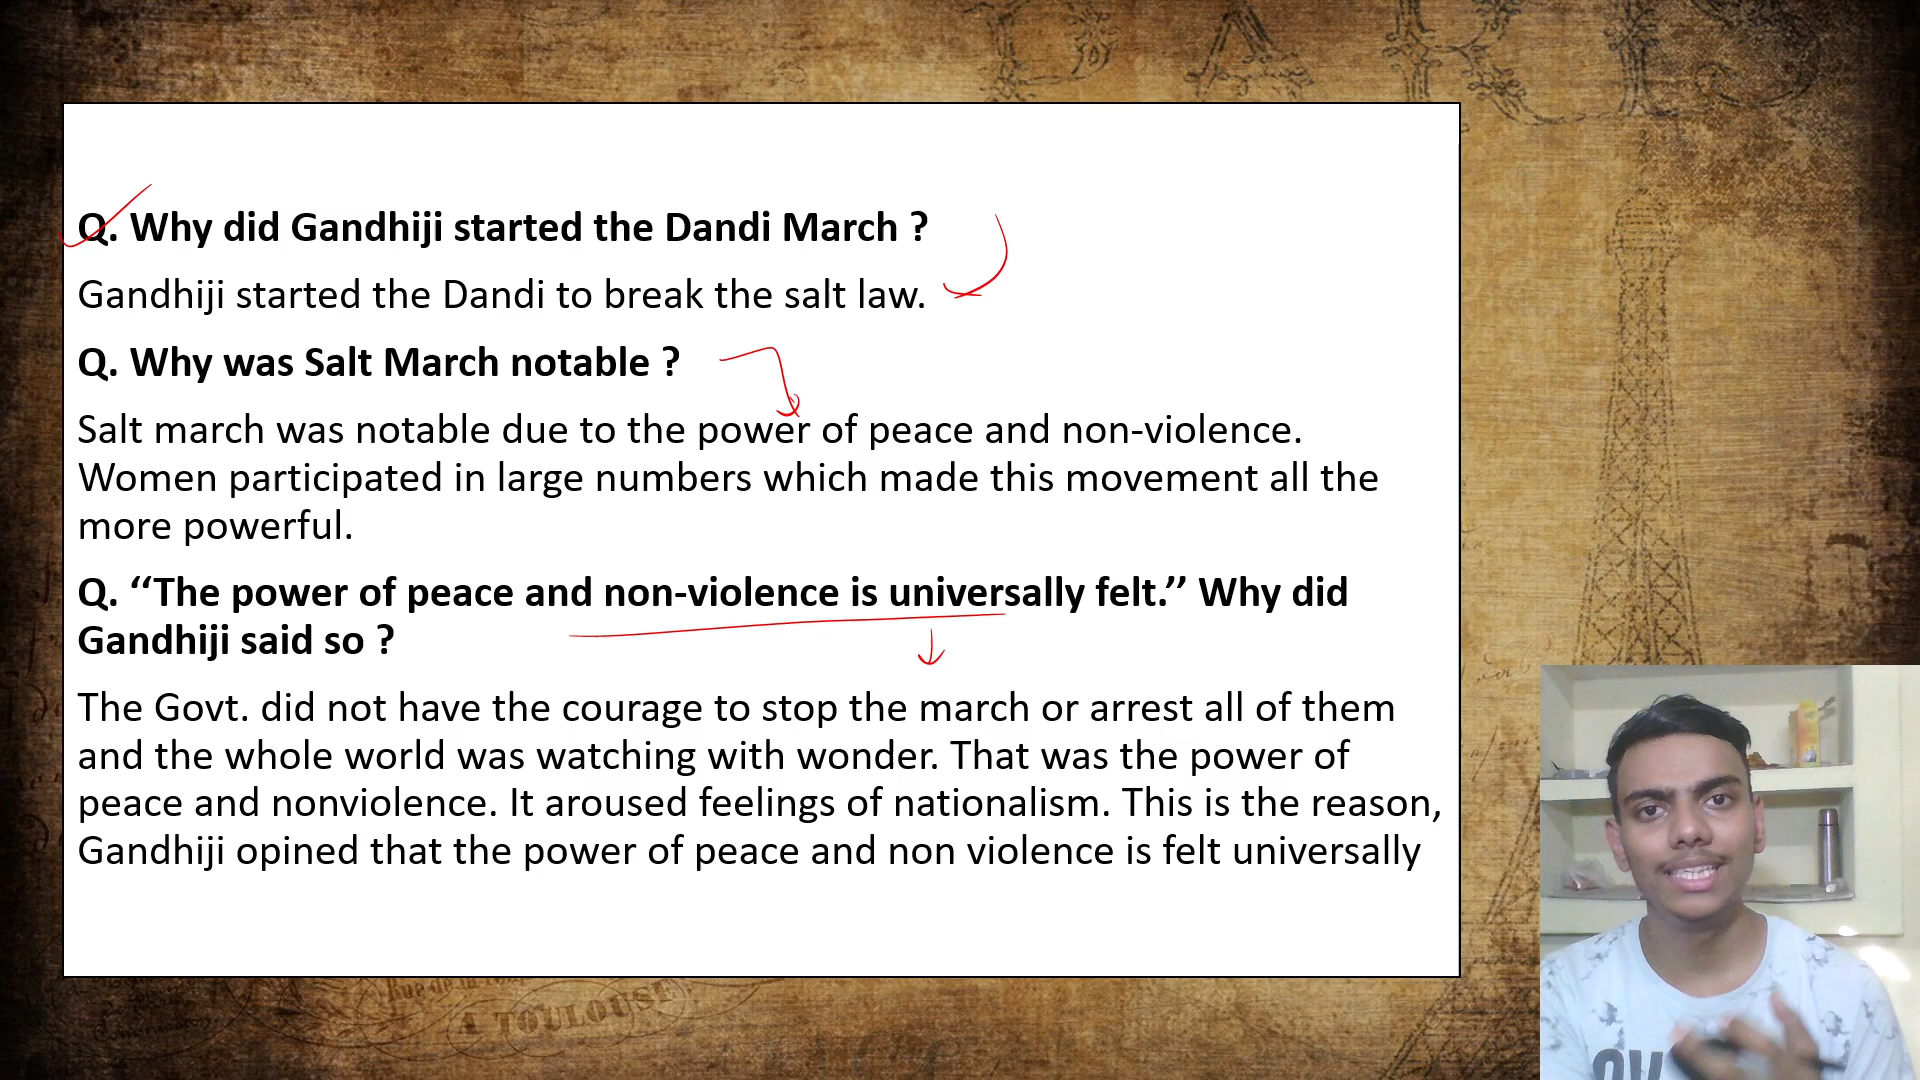 Q. Why did Gandhiji started the Dandi March ?
Gandhiji started the Dandi to break the salt law.
Q. Why was Salt March notable ?
Salt march was notable due to the power of peace and non-violence.
Women participated in large numbers which made this movement all the
more powerful.
Q. ‘‘The power of peace and non-violence is universally felt.’’ Why did
Gandhiji said so ?
The Govt. did not have the courage to stop the march or arrest all of them
and the whole world was watching with wonder. That was the power of
peace and nonviolence. It aroused feelings of nationalism. This is the reason,
Gandhiji opined that the power of peace and non violence is felt universally
A TOULOUSE